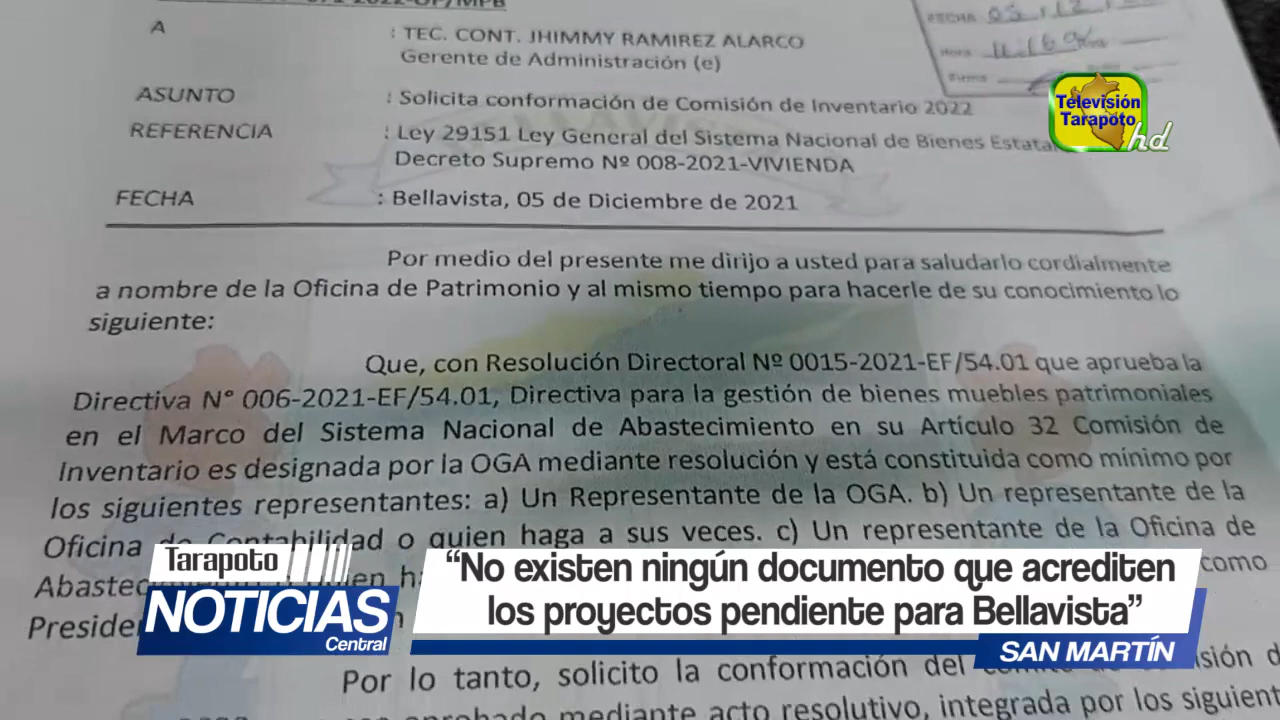 A
: TEC. CONT. JHIMMY RAMIREZ ALARCO
Gerente de Administración (e)
ASUNTO : Solicita conformación de Comisión de Inventario 2022
REFERENCIA : Ley 29151 Ley General del Sistema Nacional de Bienes
Decreto Supremo Nº 008-2021-VIVIENDA
FECHA : Bellavista, 05 de Diciembre de 2021
FECHA
Televisión
Tarapoto
hd
Por medio del presente me dirijo a usted para saludarlo cordialmente
a nombre de la Oficina de Patrimonio y al mismo tiempo para hacerle de su conocimiento lo
siguiente:
Que, con Resolución Directoral Nº 0015-2021-EF/54.01 que aprueba la
Directiva N° 006-2021-EF/54.01, Directiva para la gestión de bienes muebles patrimoniales
en el Marco del Sistema Nacional de Abastecimiento en su Artículo 32 Comisión de
Inventario es designada por la OGA mediante resolución y está constituida como mínimo por
los siguientes representantes: a) Un Representante de la OGA. b) Un representante de la
Oficina de Contabilidad o quien haga a sus veces. c) Un representante de la Oficina de
como
Por lo tanto, solicito la conformación del
aprobado mediante acto resolutivo, integrada por los
Tarapoto
NOTICIAS
Central
“No existen ningún documento que acrediten
los proyectos pendiente para Bellavista”
SAN MARTÍN